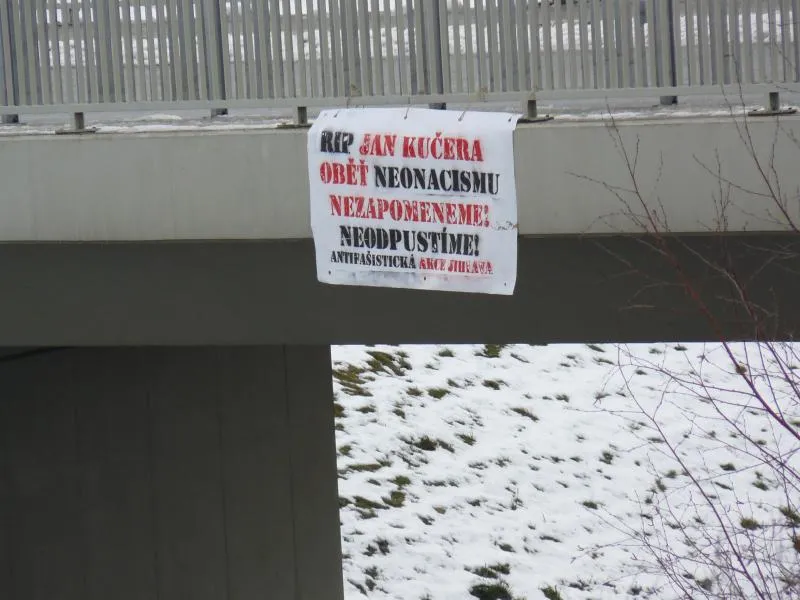 RIP JAN KUČERA
OBĚŤ NEONACISMU
NEZAPOMENEME!
NEODPUSTÍME!
ANTIFAŠISTICKÁ AKCE JIHLAVA